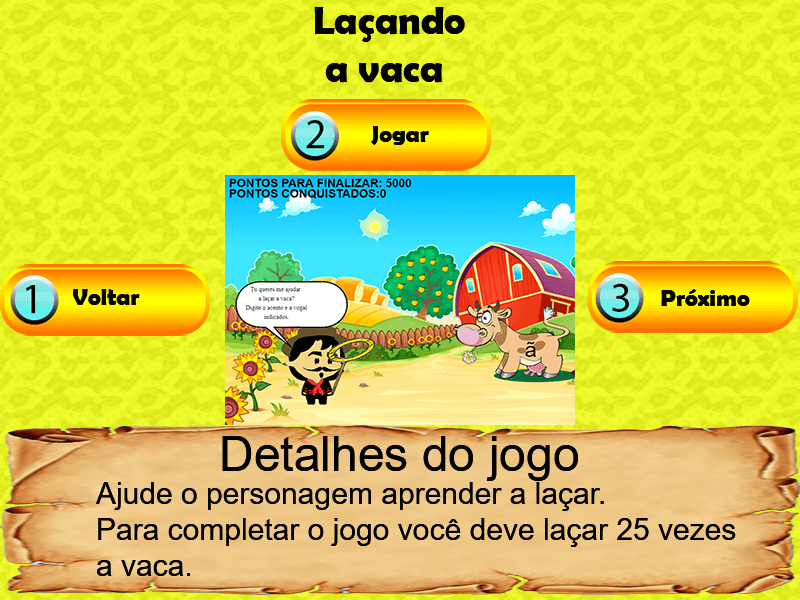 Laçando
a vaca
2
Jogar
PONTOS PARA FINALIZAR: 5000
PONTOS CONQUISTADOS:0
1
Voltar
Tu queres me ajudar
a laçar a vaca?
Digite o acento e a vogal
indicados.
ã
3
Próximo
Detalhes do jogo
Ajude o personagem aprender a laçar.
Para completar o jogo você deve laçar 25 vezes
a vaca.